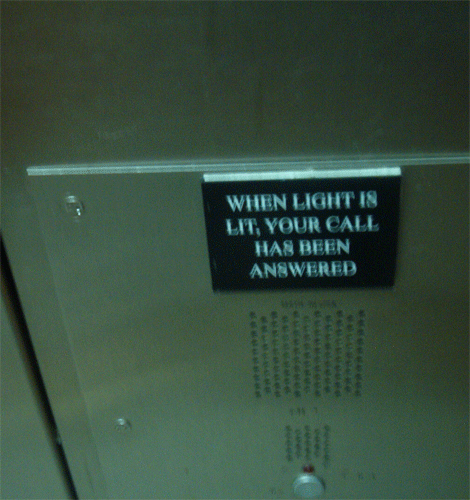 WHEN LIGHT IS
LIT, YOUR CALL
HAS BEEN
ANSWERED